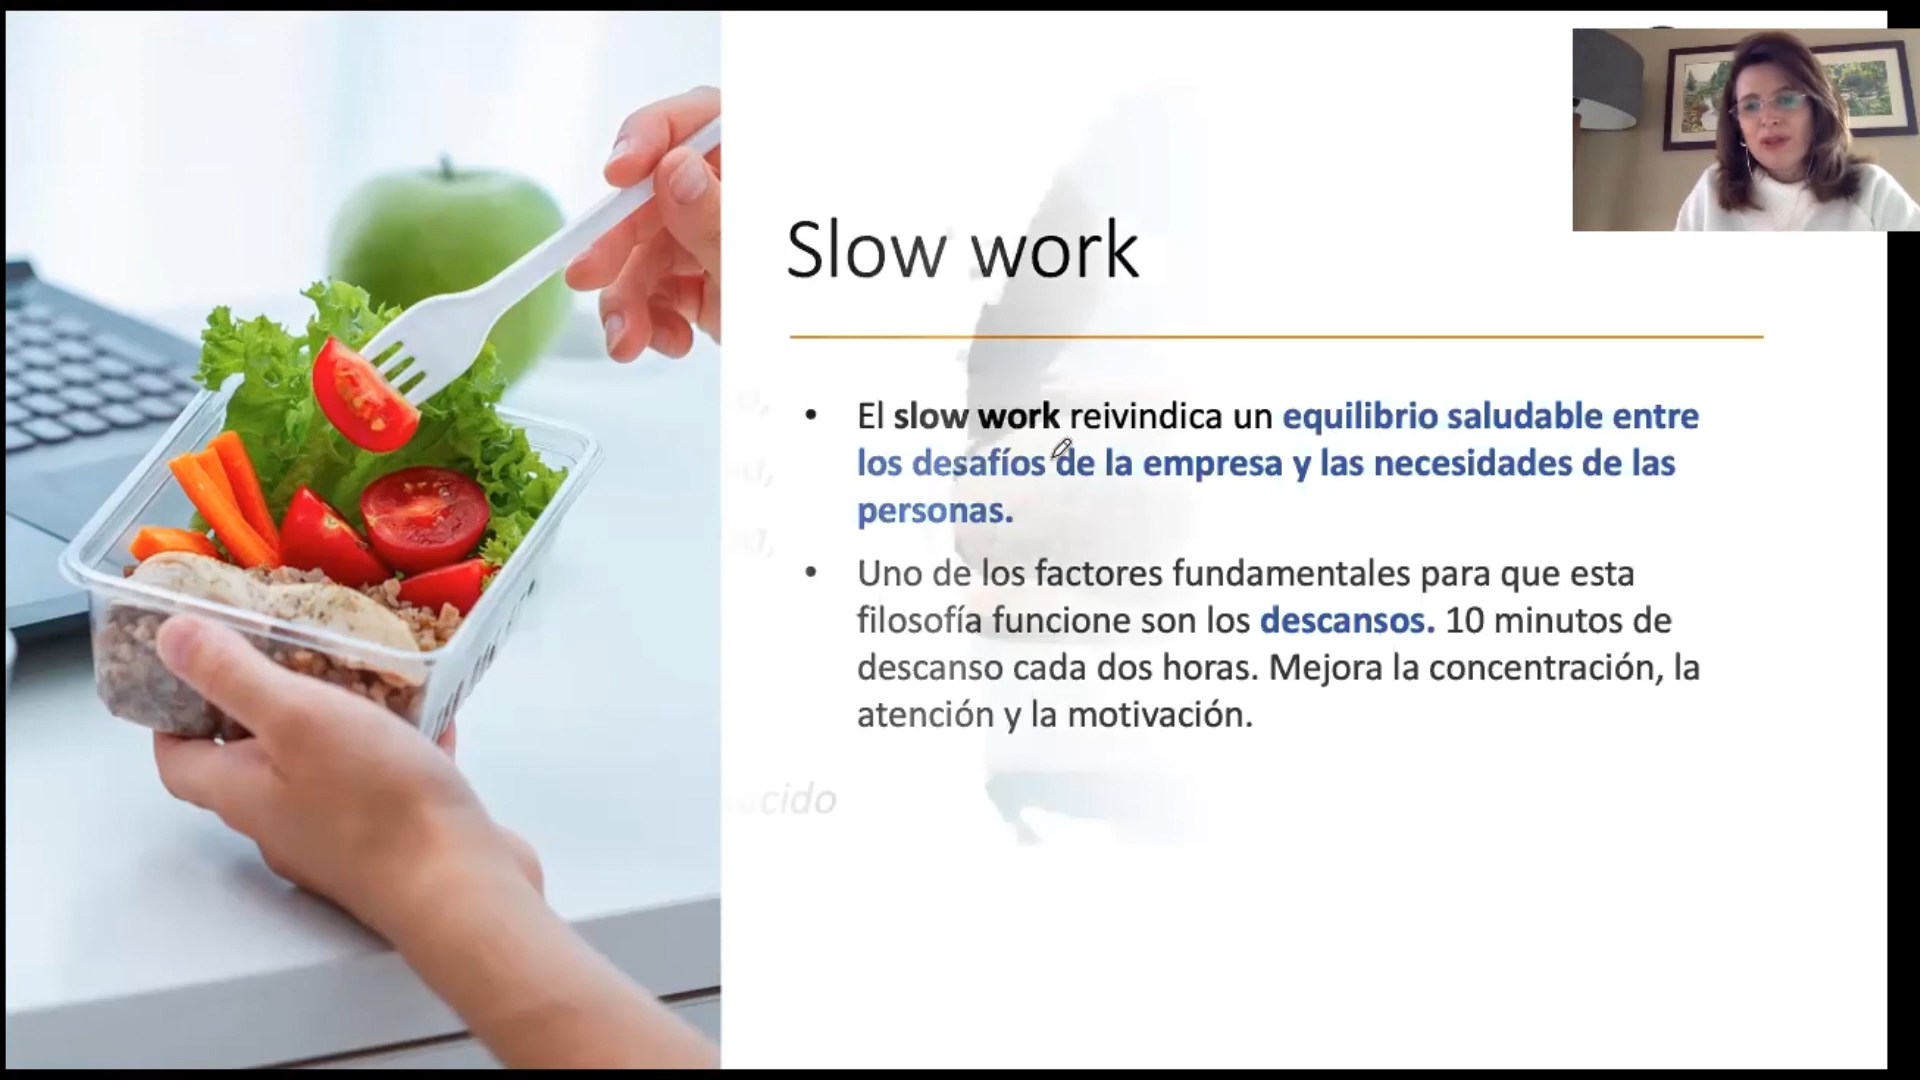 Slow work
• El slow work reivindica un equilibrio saludable entre
los desafíos de la empresa y las necesidades de las
personas.
• Uno de los factores fundamentales para que esta
filosofía funcione son los descansos. 10 minutos de
descanso cada dos horas. Mejora la concentración, la
atención y la motivación.